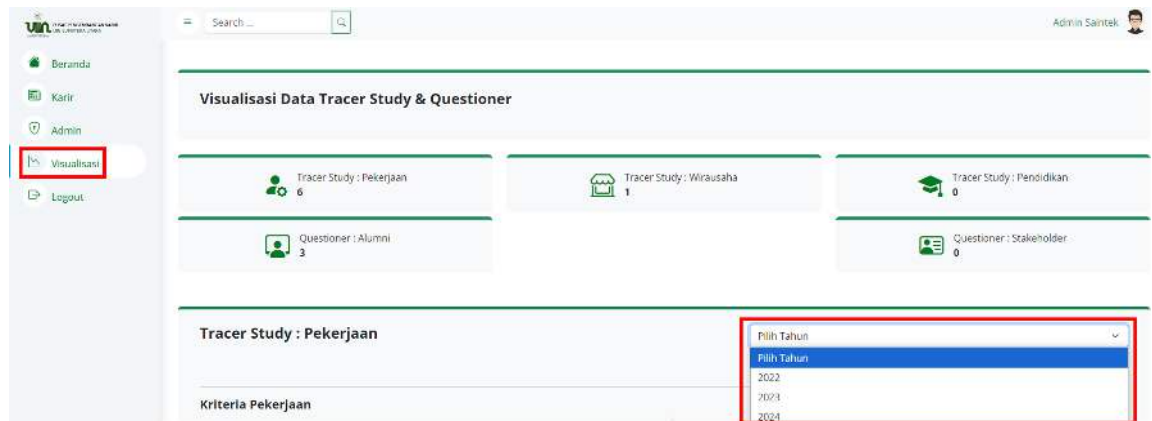 UIN
Search ...
Admin Saintek
Beranda
Karir
Admin
Visualisasi
Logout
Visualisasi Data Tracer Study & Questioner
Tracer Study : Pekerjaan
6
Tracer Study : Wirausaha
1
Tracer Study : Pendidikan
0
Questioner : Alumni
3
Questioner : Stakeholder
0
Tracer Study : Pekerjaan
Pilih Tahun
Pilih Tahun
2022
2023
2024
Kriteria Pekerjaan